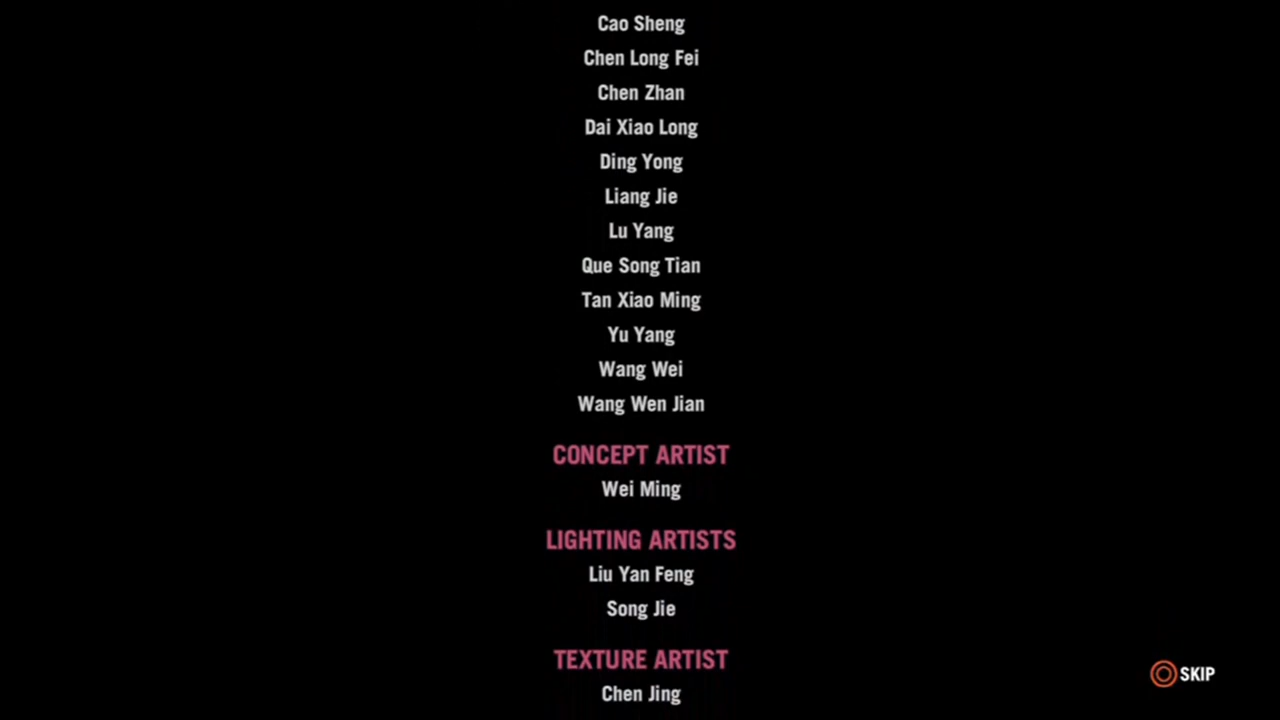 Cao Sheng
Chen Long Fei
Chen Zhan
Dai Xiao Long
Ding Yong
Liang Jie
Lu Yang
Que Song Tian
Tan Xiao Ming
Yu Yang
Wang Wei
Wang Wen Jian
CONCEPT ARTIST
Wei Ming
LIGHTING ARTISTS
Liu Yan Feng
Song Jie
TEXTURE ARTIST
Chen Jing
SKIP